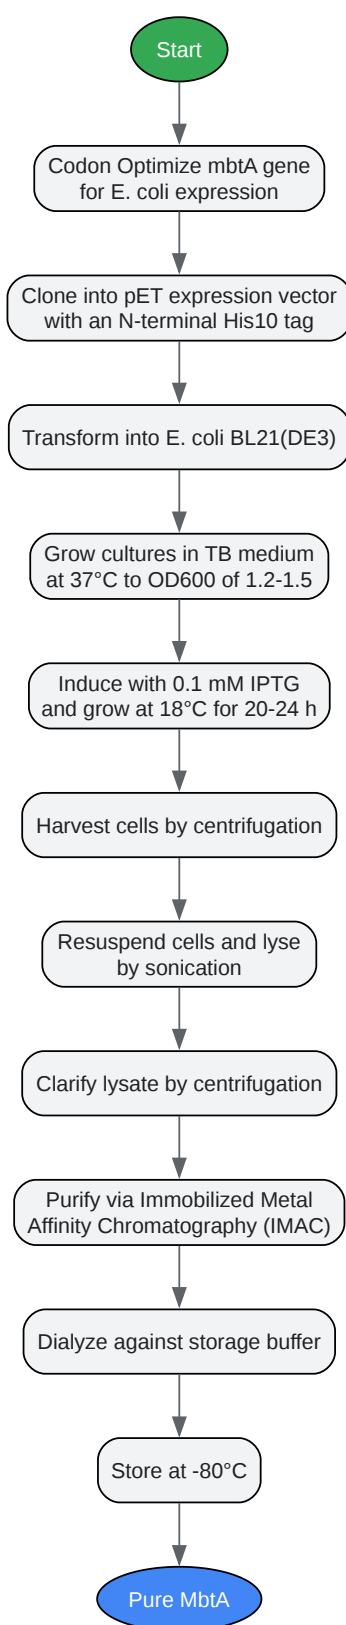 Start
Codon Optimize mbtA gene
for E. coli expression
Clone into pET expression vector
with an N-terminal His10 tag
Transform into E. coli BL21(DE3)
Grow cultures in TB medium
at 37°C to OD600 of 1.2-1.5
Induce with 0.1 mM IPTG
and grow at 18°C for 20-24 h
Harvest cells by centrifugation
Resuspend cells and lyse
by sonication
Clarify lysate by centrifugation
Purify via Immobilized Metal
Affinity Chromatography (IMAC)
Dialyze against storage buffer
Store at -80°C
Pure MbtA